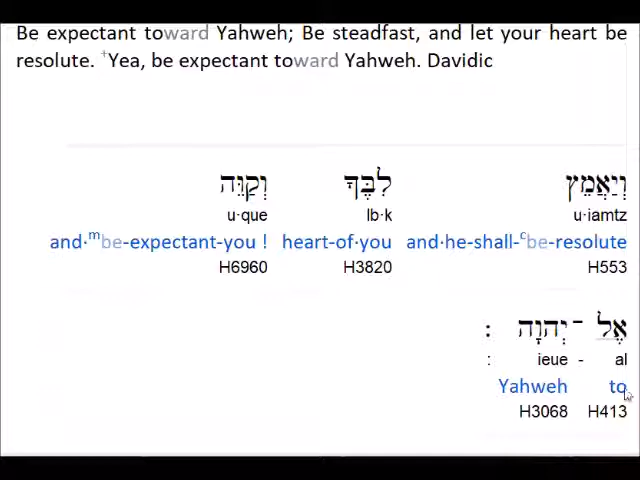 Be expectant toward Yahweh; Be steadfast, and let your heart be
resolute. +Yea, be expectant toward Yahweh. Davidic
וְיַאֲמֵץ לִבֶּךָ וְקַוֵּה
u·iamtz lb·k u·que
and·mbe-expectant-you ! heart-of-you and·he-shall-cbe-resolute
H6960 H3820 H553
אֶל־יְהוָה :
: ieue - al
Yahweh to
H3068 H413